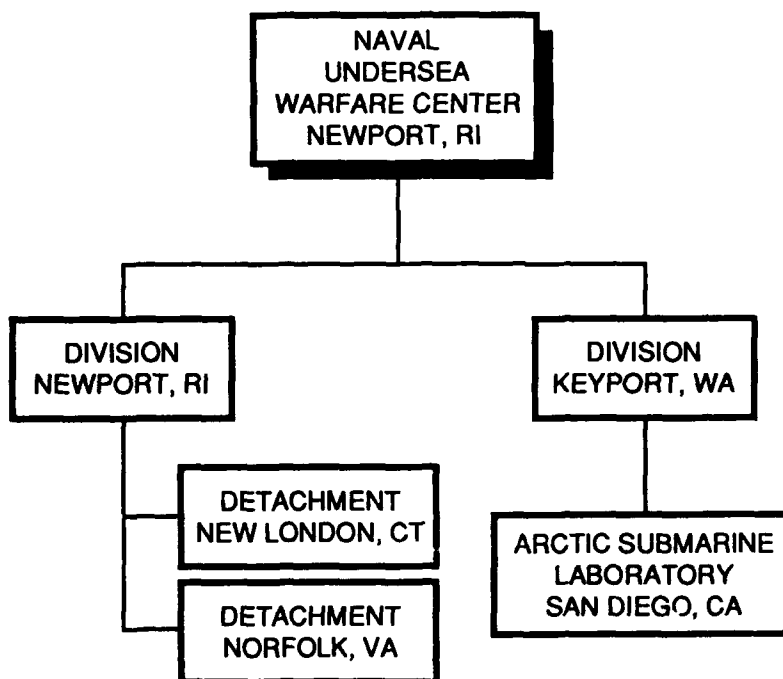 NAVAL
UNDERSEA
WARFARE CENTER
NEWPORT, RI
DIVISION
NEWPORT, RI
DIVISION
KEYPORT, WA
DETACHMENT
NEW LONDON, CT
DETACHMENT
NORFOLK, VA
ARCTIC SUBMARINE
LABORATORY
SAN DIEGO, CA